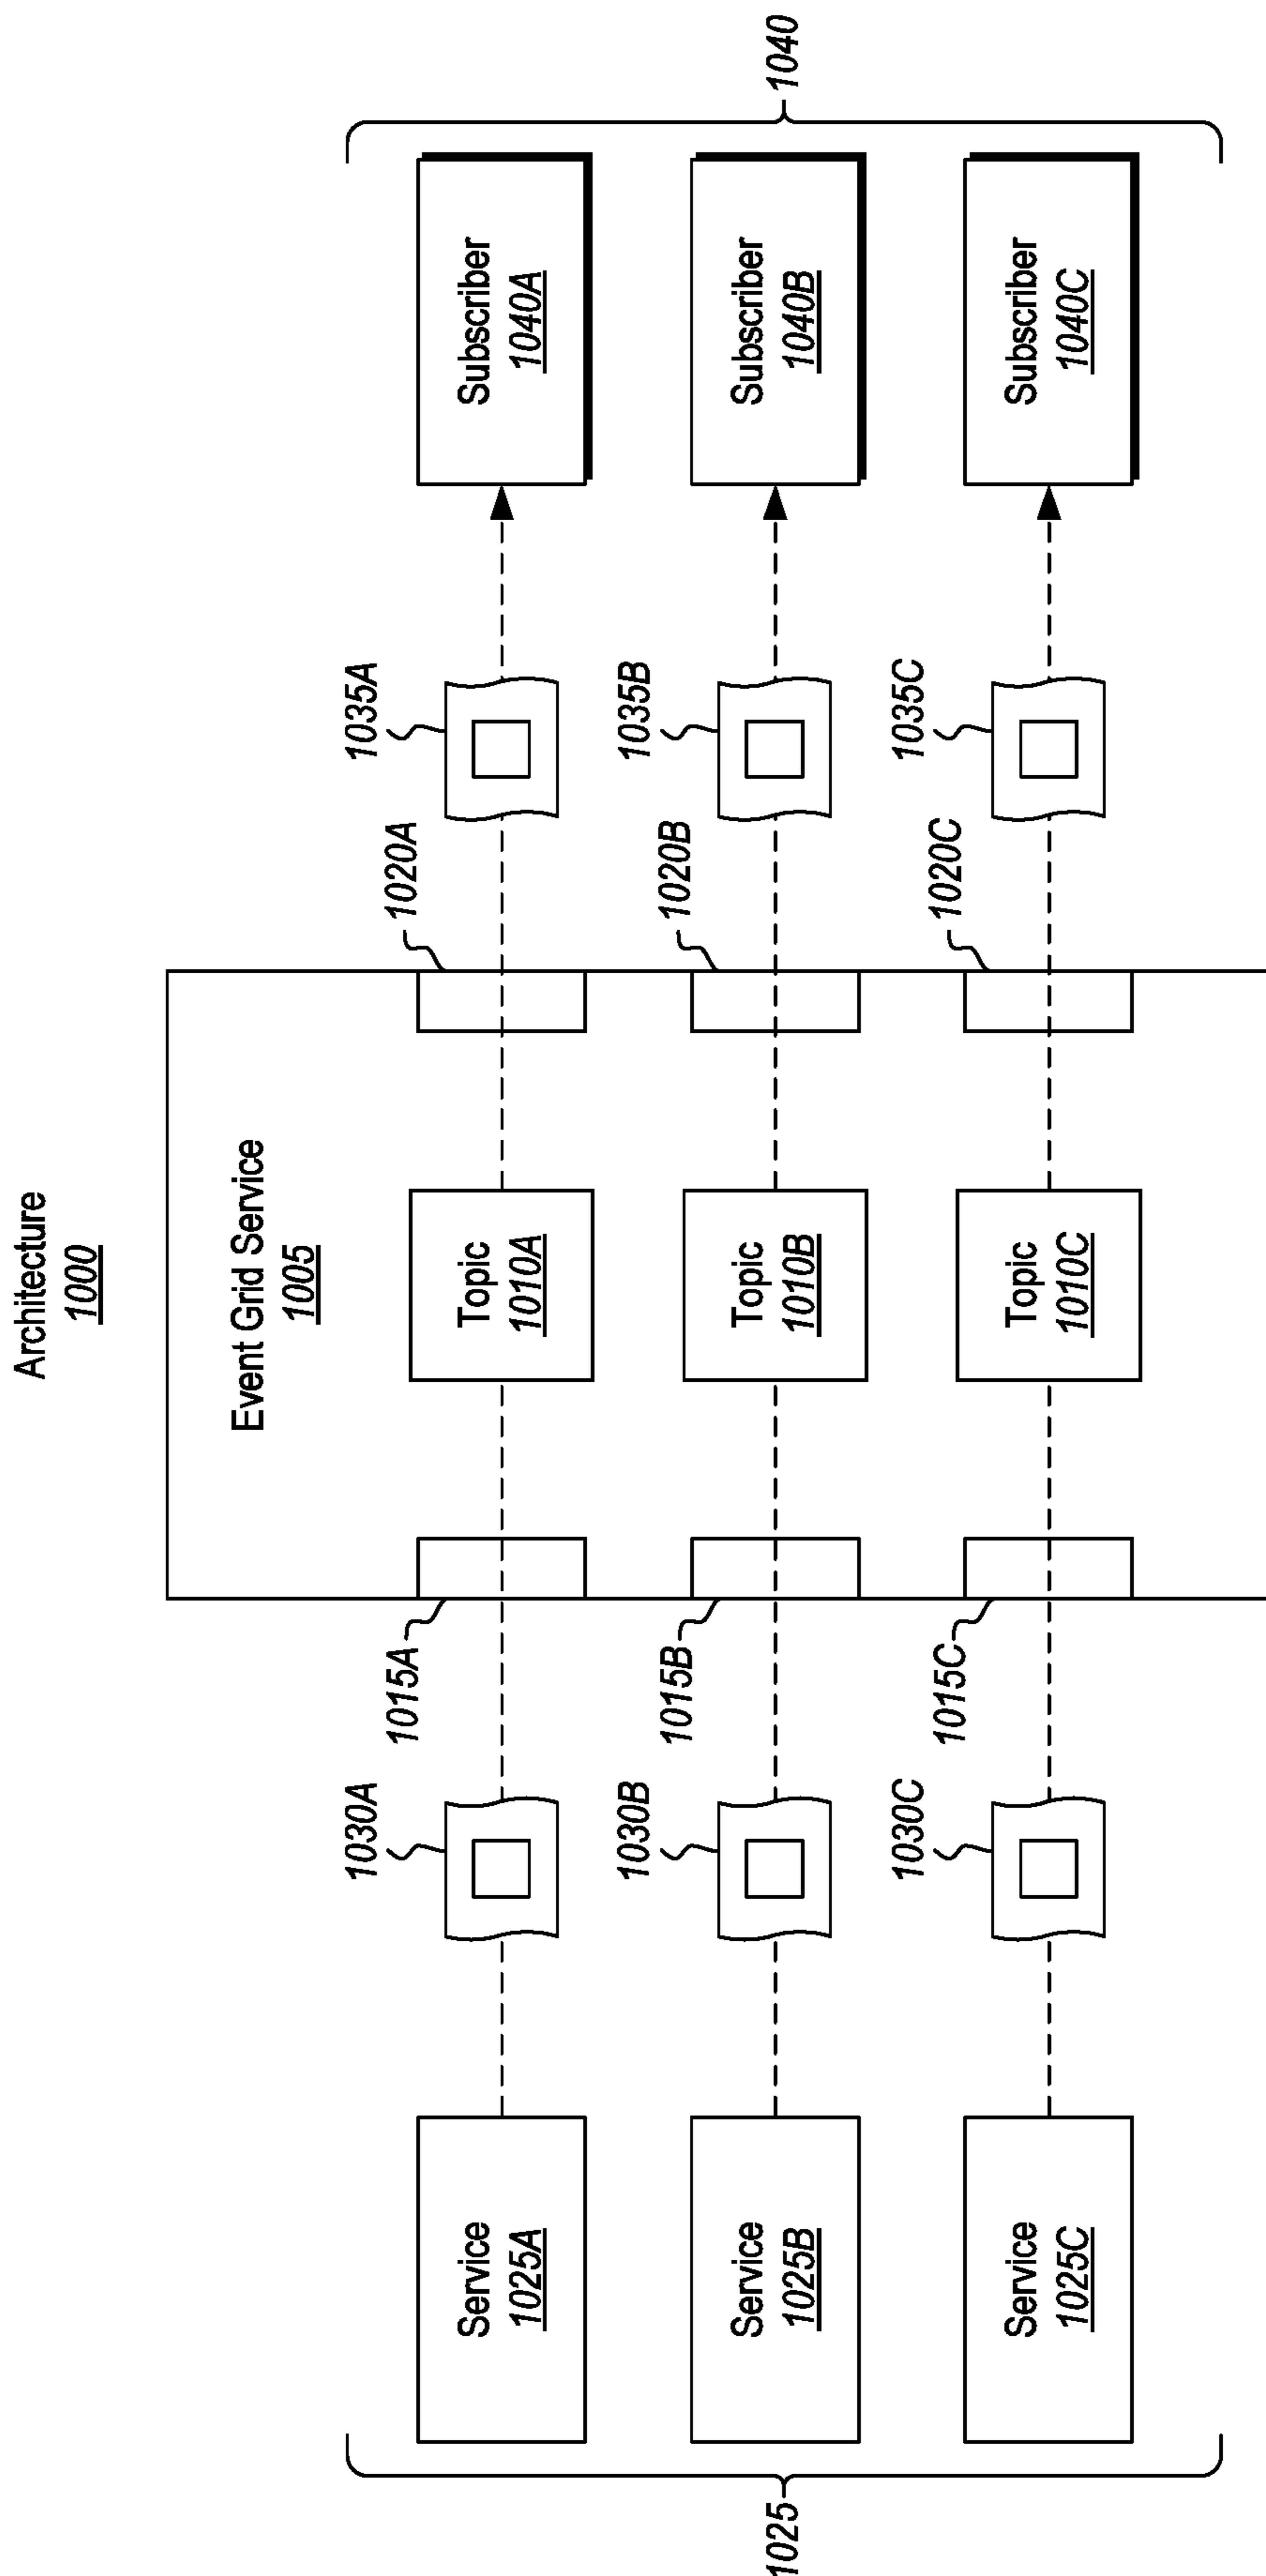 Architecture
1000
Event Grid Service
1005
1030A
1015A
1020A
1035A
Service
1025A
Topic
1010A
Subscriber
1040A
1030B
1015B
1020B
1035B
Service
1025B
Topic
1010B
Subscriber
1040B
1025
1040
1030C
1015C
1020C
1035C
Service
1025C
Topic
1010C
Subscriber
1040C